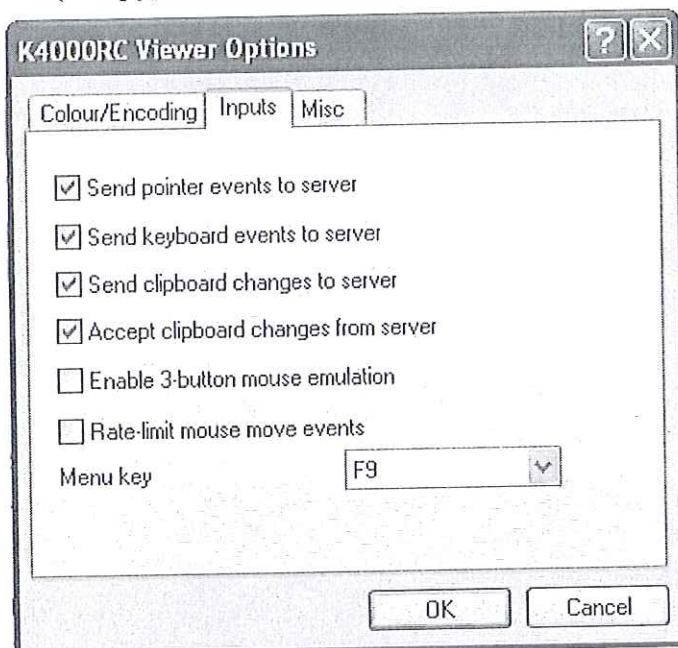 K4000RC Viewer Options
Colour/Encoding Inputs Misc
Send pointer events to server
Send keyboard events to server
Send clipboard changes to server
Accept clipboard changes from server
Enable 3-button mouse emulation
Rate-limit mouse move events
Menu key F9
OK Cancel